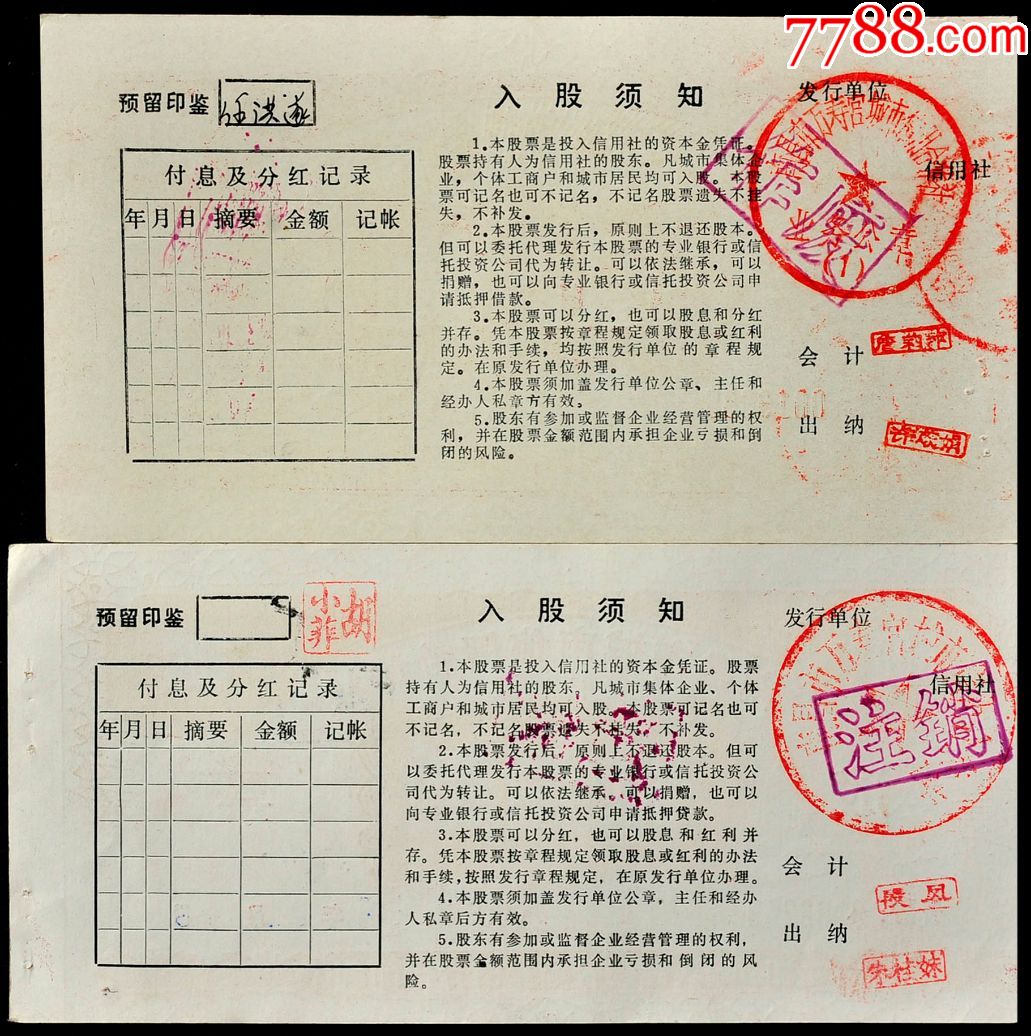 7788.com
预留印鉴 任洪
付息及分红记录
年 月 日 摘要 金额 记帐
入股须知
1.本股票是投入信用社的资本金凭证。
股票持有人为信用社的股东。凡城市集体企
业，个体工商户和城市居民均可入股。本股
票可记名也可不记名，不记名股票遗失不挂
失，不补发。
2.本股票发行后，原则上不退还股本。
但可以委托代理发行本股票的专业银行或信
托投资公司代为转让。可以依法继承，可以
捐赠，也可以向专业银行或信托投资公司申
请抵押借款。
3.本股票可以分红，也可以股息和分红
并存。凭本股票按章程规定领取股息或红利
的办法和手续，均按照发行单位的章程规
定。在原发行单位办理。
4.本股票须加盖发行单位公章、主任和
经办人私章方有效。
5.股东有参加或监督企业经营管理的权
利，并在股票金额范围内承担企业亏损和倒
闭的风险。
发行单位
信用社
(1)
会计
出纳
预留印鉴
胡小菲
付息及分红记录
年 月 日 摘要 金额 记帐
入股须知
1.本股票是投入信用社的资本金凭证。股票
持有人为信用社的股东，凡城市集体企业、个体
工商户和城市居民均可入股。本股票可记名也可
不记名，不记名股票遗失不挂失，不补发。
2.本股票发行后，原则上不退还股本。但可
以委托代理发行本股票的专业银行或信托投资公
司代为转让。可以依法继承，可以捐赠，也可以
向专业银行或信托投资公司申请抵押贷款。
3.本股票可以分红，也可以股息和红利并
存。凭本股票按章程规定领取股息或红利的办法
和手续，按照发行章程规定，在原发行单位办理。
4.本股票须加盖发行单位公章，主任和经办
人私章后方有效。
5.股东有参加或监督企业经营管理的权利，
并在股票金额范围内承担企业亏损和倒闭的风
险。
发行单位
信用社
注销
会计
出纳
朱桂妹